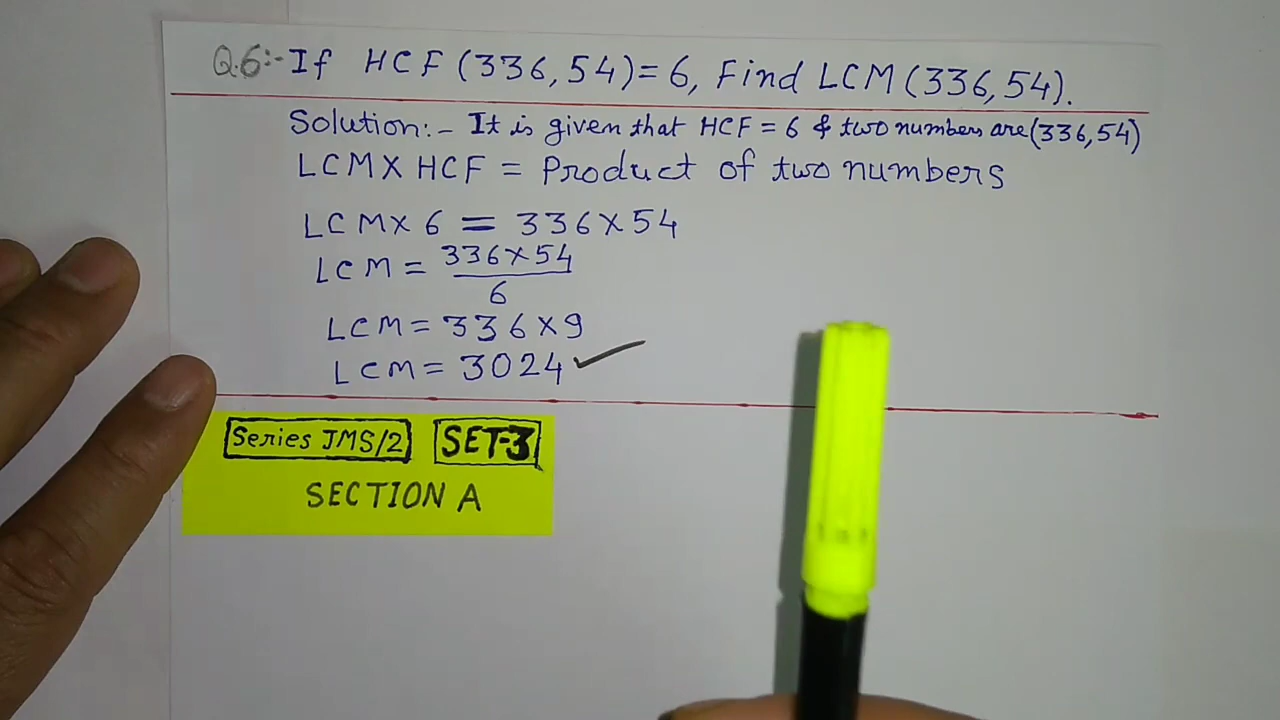 Q.6:- If HCF (336,54)= 6, Find LCM (336,54).
Solution:- It is given that HCF = 6 & two numbers are (336,54)
LCM X HCF = Product of two numbers
LCM X 6 = 336 X 54
LCM = 336 X 54
6
LCM = 336 X 9
LCM = 3024 ✓
Series JMS/2 SET-3
SECTION A